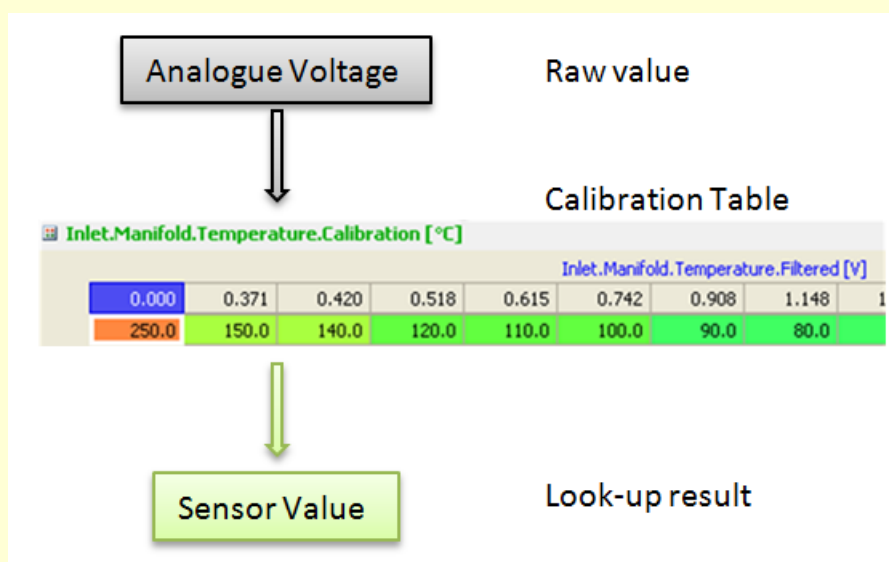 Analogue Voltage Raw value
Calibration Table
Inlet.Manifold.Temperature.Calibration [°C]
Inlet.Manifold.Temperature.Filtered [V]
0.000 0.371 0.420 0.518 0.615 0.742 0.908 1.148 1
250.0 150.0 140.0 120.0 110.0 100.0 90.0 80.0
Sensor Value Look-up result